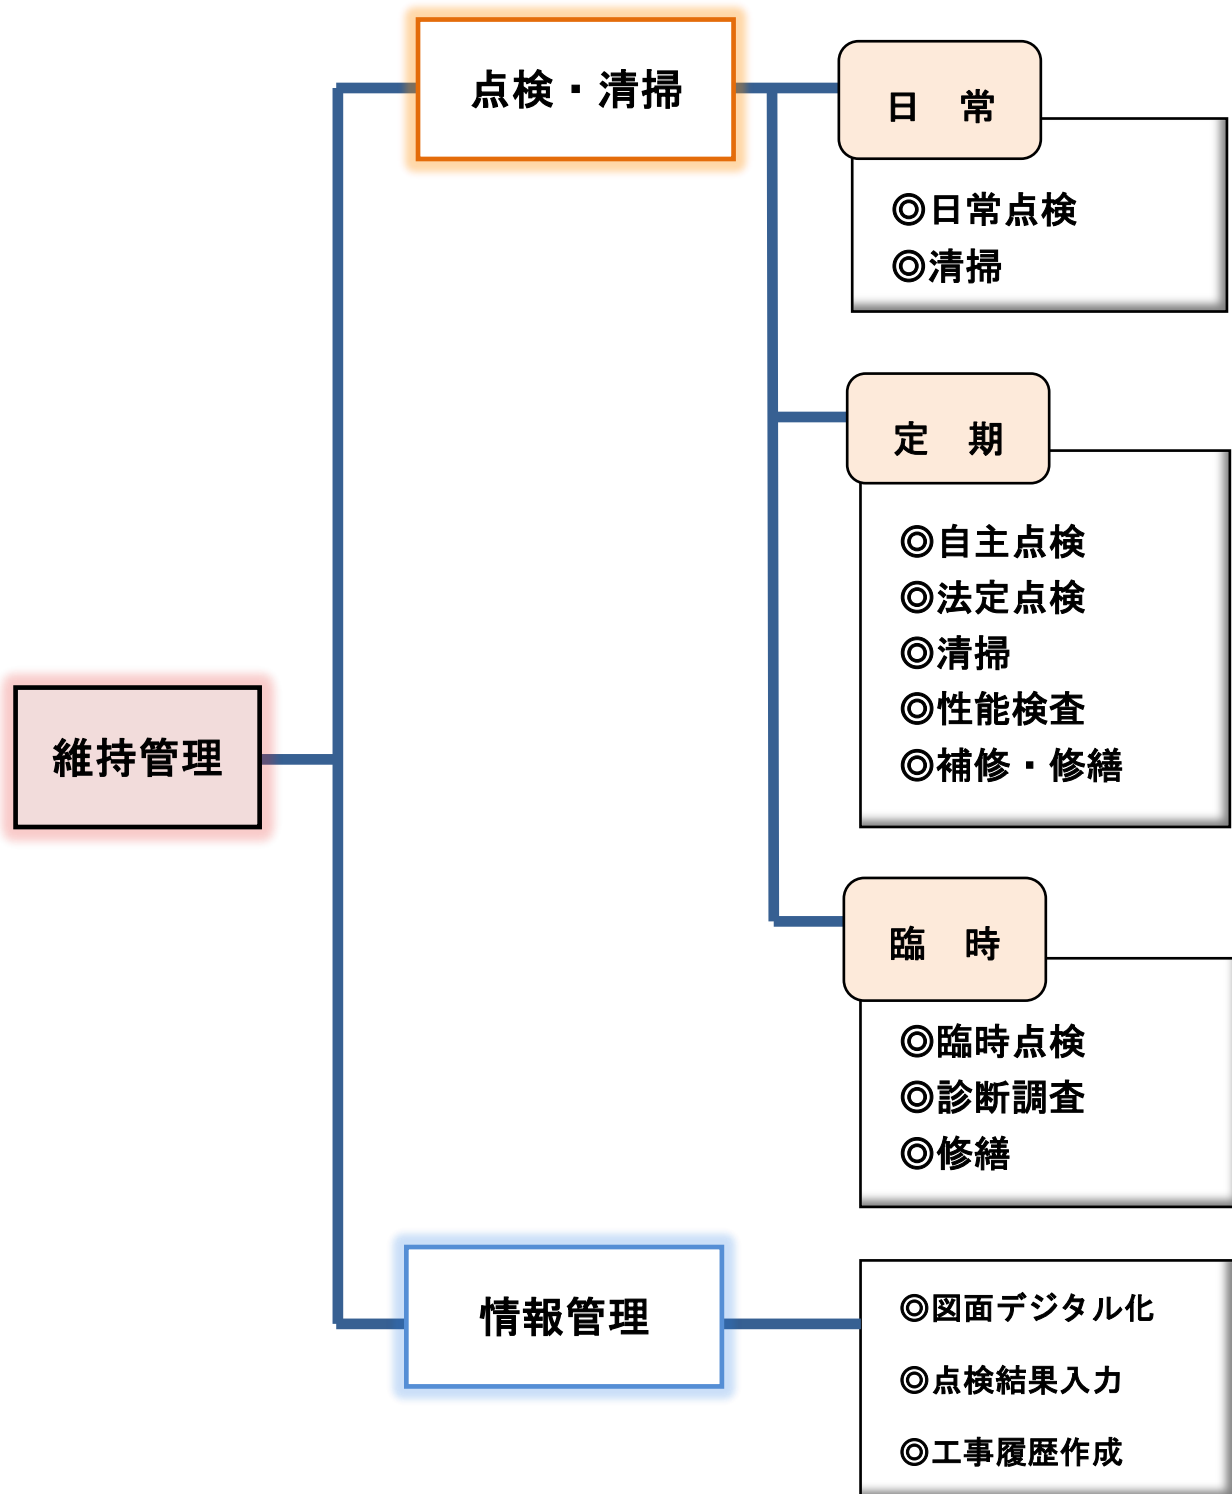 点検・清掃
日　常
◎日常点検
◎清掃
定　期
◎自主点検
◎法定点検
◎清掃
◎性能検査
◎補修・修繕
維持管理
臨　時
◎臨時点検
◎診断調査
◎修繕
情報管理
◎図面デジタル化
◎点検結果入力
◎工事履歴作成